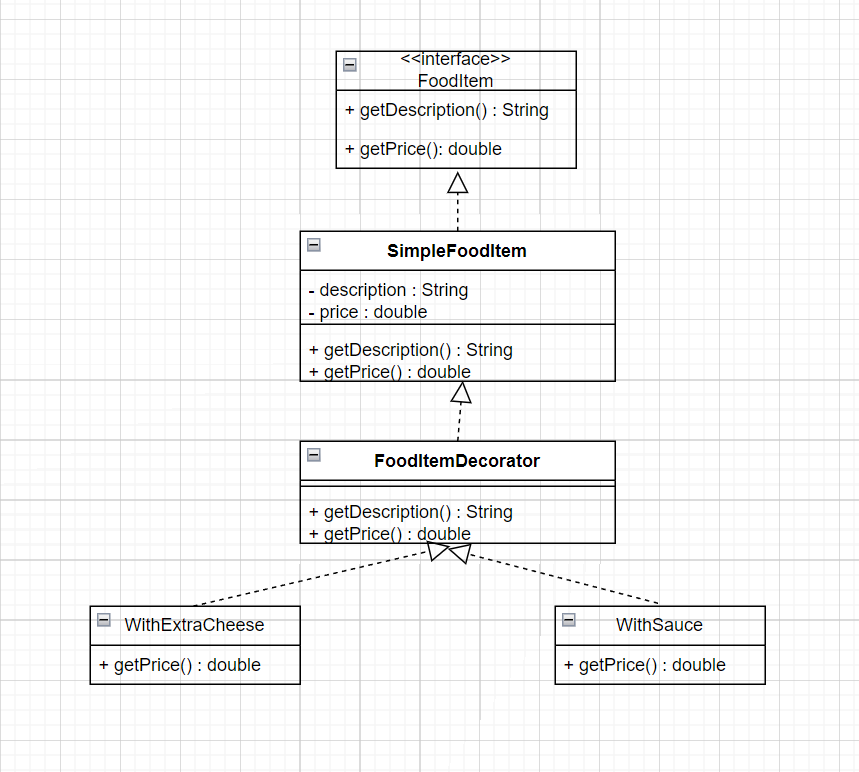 <<interface>>
FoodItem
+ getDescription() : String
+ getPrice(): double
SimpleFoodItem
- description : String
- price : double
+ getDescription() : String
+ getPrice() : double
FoodItemDecorator
+ getDescription() : String
+ getPrice() : double
WithExtraCheese
+ getPrice() : double
WithSauce
+ getPrice() : double